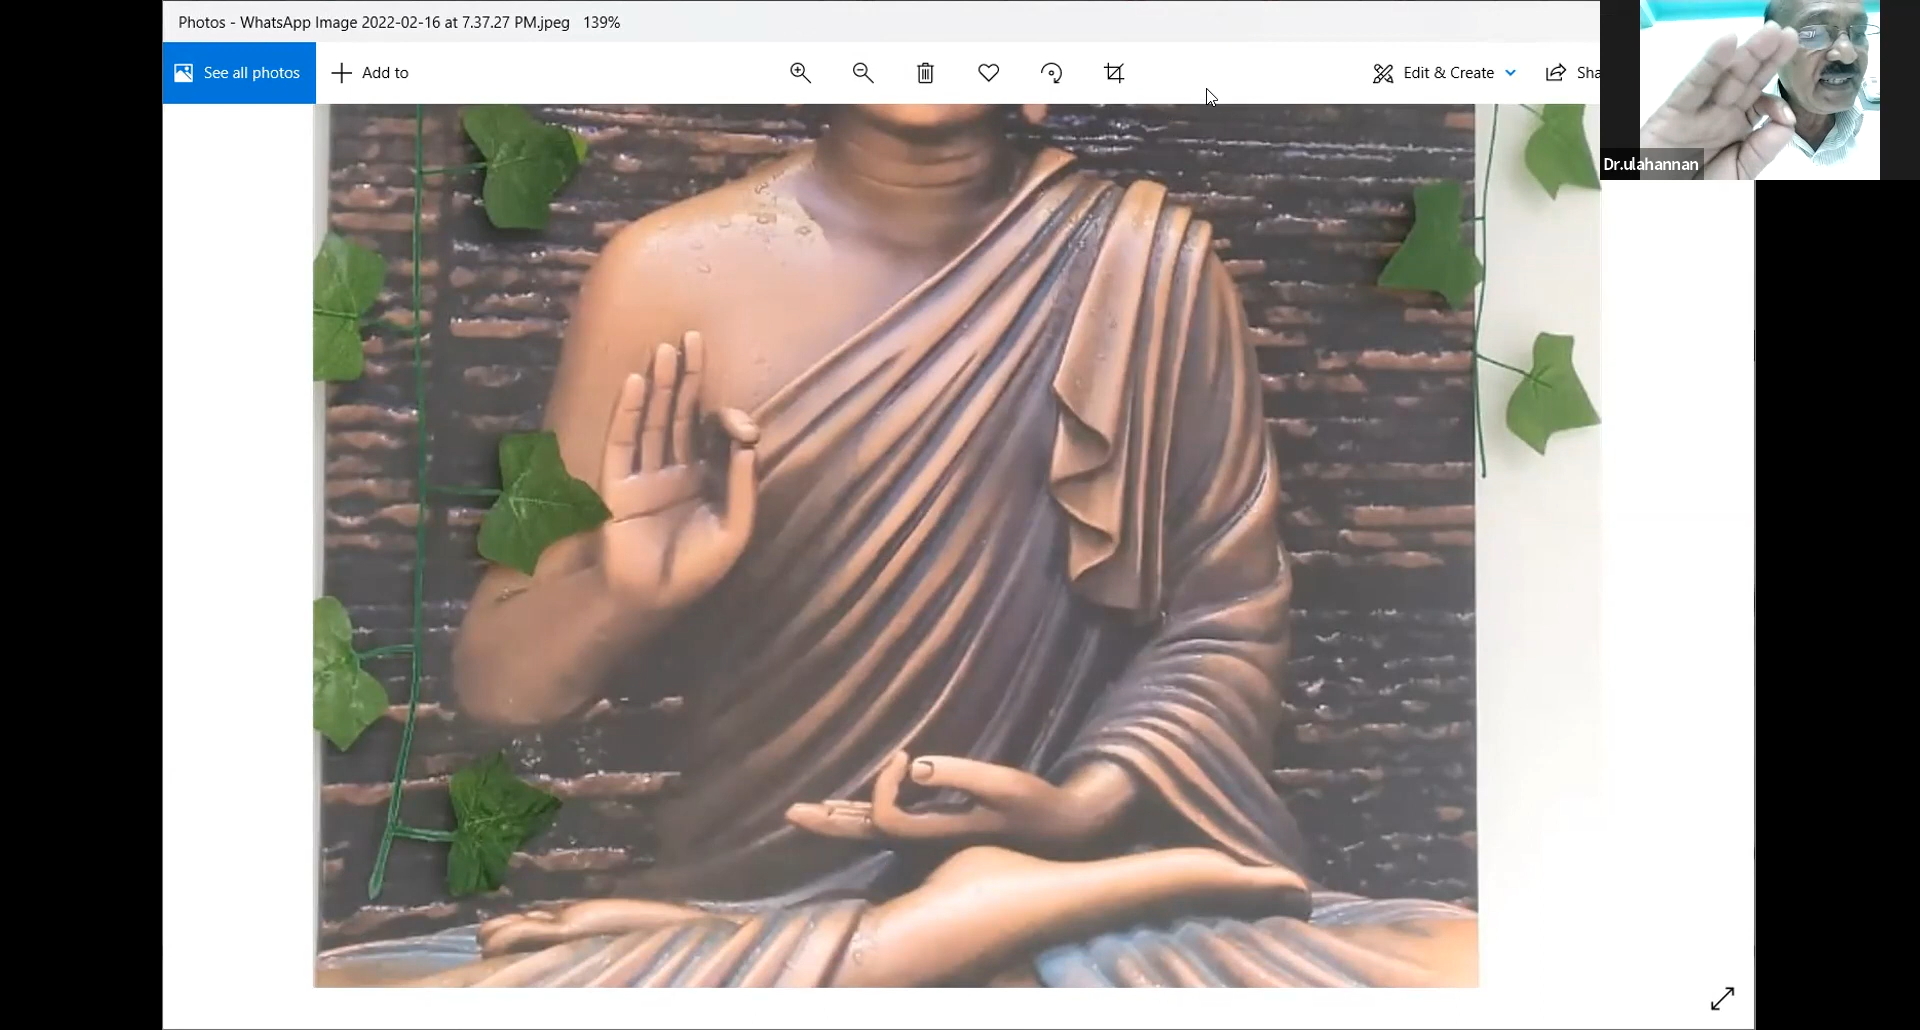 Photos - WhatsApp Image 2022-02-16 at 7.37.27 PM.jpeg 139%
See all photos
Add to
Edit & Create
Sha
Dr.ulahannan